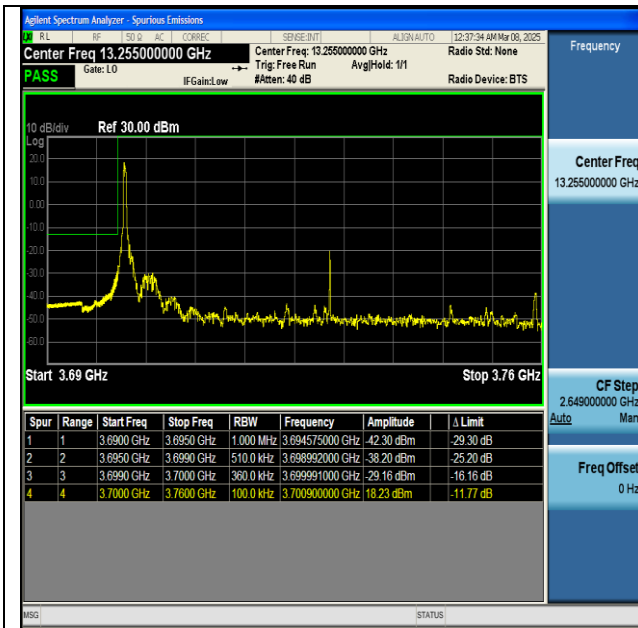 Agilent Spectrum Analyzer - Spurious Emissions
RL RF 50 Ω AC CORREC SENSE:INT ALIGN AUTO 12:37:34 AM Mar 08, 2025
Center Freq 13.255000000 GHz
Center Freq: 13.255000000 GHz
Radio Std: None
Trig: Free Run Avg|Hold: 1/1
PASS
Gate: LO
IFGain:Low
#Atten: 40 dB
Radio Device: BTS
10 dB/div Ref 30.00 dBm
Log
20.0
10.0
0.00
-10.0
-20.0
-30.0
-40.0
-50.0
-60.0
Start 3.69 GHz Stop 3.76 GHz
Spur Range Start Freq Stop Freq RBW Frequency Amplitude Δ Limit
1 1 3.6900 GHz 3.6950 GHz 1.000 MHz 3.694575000 GHz -42.30 dBm -29.30 dB
2 2 3.6950 GHz 3.6990 GHz 510.0 kHz 3.698992000 GHz -38.20 dBm -25.20 dB
3 3 3.6990 GHz 3.7000 GHz 360.0 kHz 3.699991000 GHz -29.16 dBm -16.16 dB
4 4 3.7000 GHz 3.7600 GHz 100.0 kHz 3.700900000 GHz 18.23 dBm -11.77 dB
MSG STATUS
Frequency
Center Freq
13.255000000 GHz
CF Step
2.649000000 GHz
Auto Man
Freq Offset
0 Hz